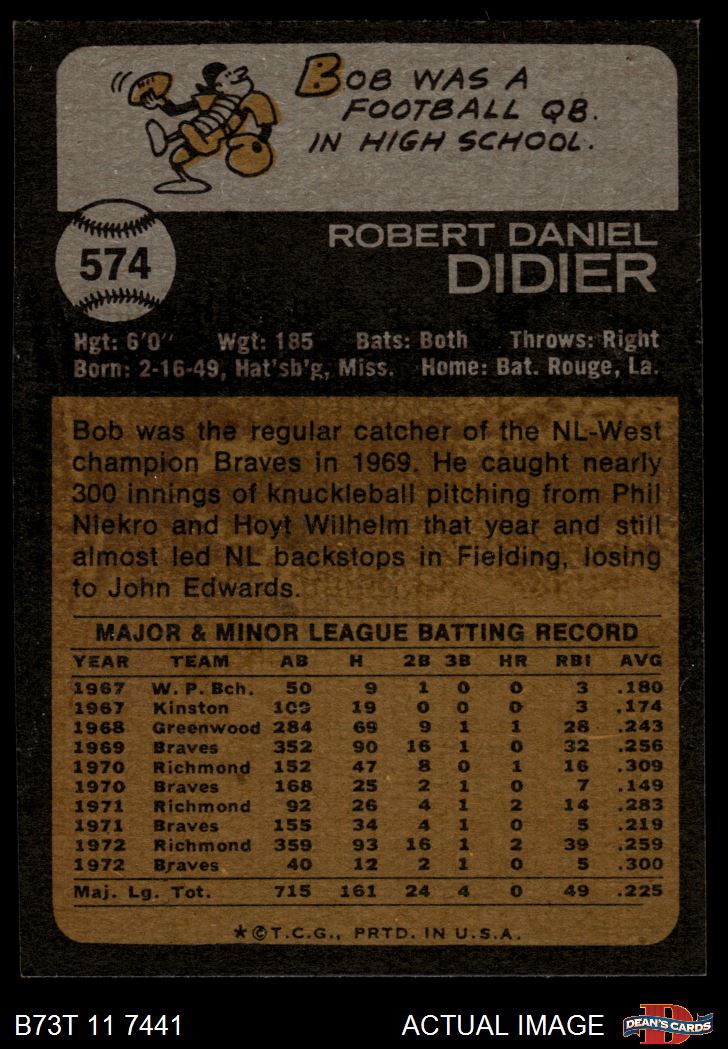 BOB WAS A
FOOTBALL QB.
IN HIGH SCHOOL.
574
ROBERT DANIEL
DIDIER
Hgt: 6'0" Wgt: 185 Bats: Both Throws: Right
Born: 2-16-49, Hat'sb'g, Miss. Home: Bat. Rouge, La.
Bob was the regular catcher of the NL-West
champion Braves in 1969. He caught nearly
300 innings of knuckleball pitching from Phil
Niekro and Hoyt Wilhelm that year and still
almost led NL backstops in Fielding, losing
to John Edwards.
MAJOR & MINOR LEAGUE BATTING RECORD
YEAR TEAM AB H 2B 3B HR RBI AVG
1967 W. P. Bch. 50 9 1 0 0 3 .180
1967 Kinston 109 19 0 0 0 3 .174
1968 Greenwood 284 69 9 1 1 28 .243
1969 Braves 352 90 16 1 0 32 .256
1970 Richmond 152 47 8 0 1 16 .309
1970 Braves 168 25 2 1 0 7 .149
1971 Richmond 92 26 4 1 2 14 .283
1971 Braves 155 34 4 1 0 5 .219
1972 Richmond 359 93 16 1 2 39 .259
1972 Braves 40 12 2 1 0 5 .300
Maj. Lg. Tot. 715 161 24 4 0 49 .225
*©T.C.G., PRTD. IN U.S.A.
B73T 11 7441 ACTUAL IMAGE DEAN'S CARDS